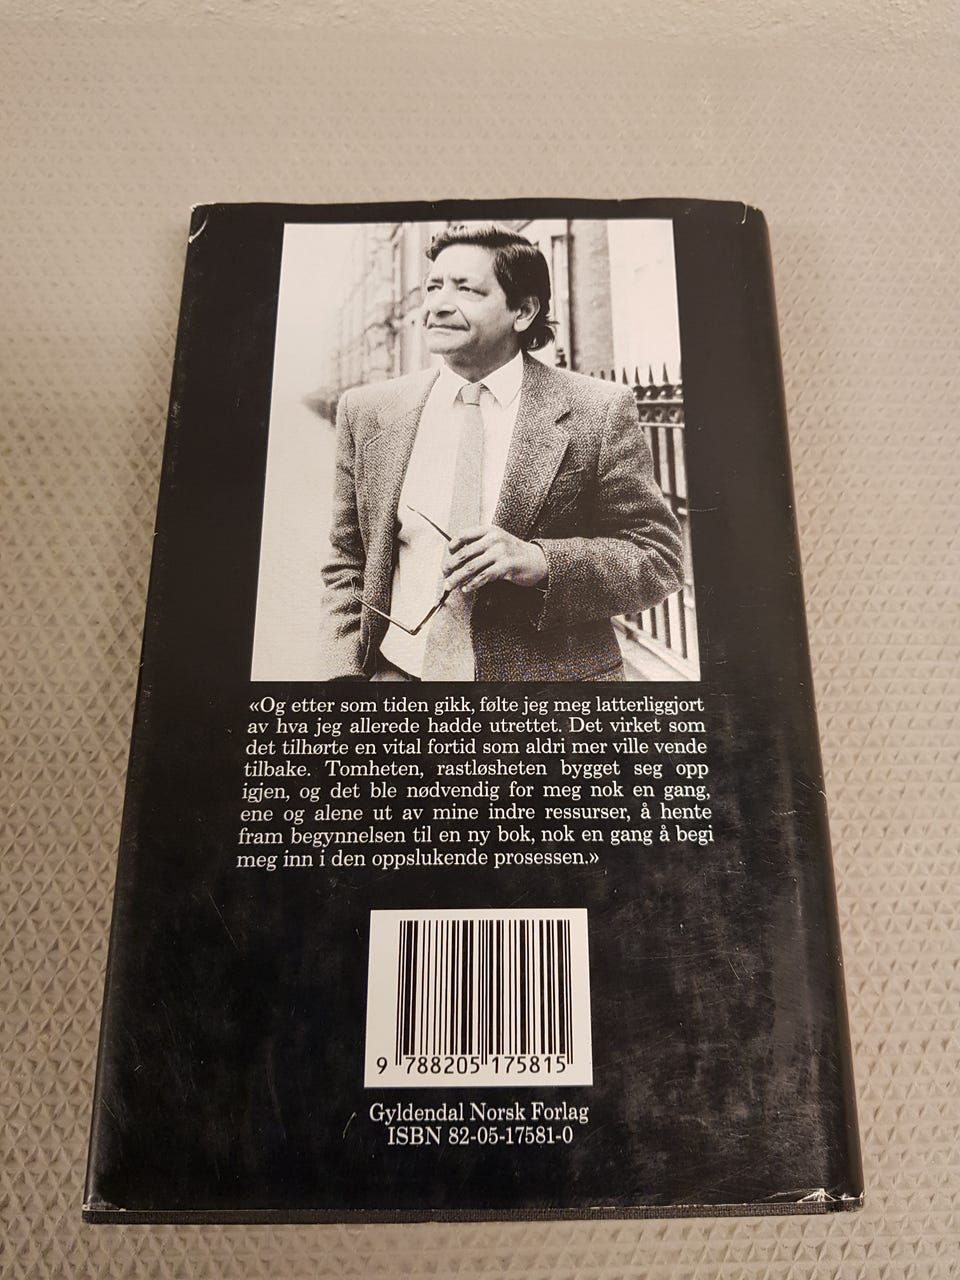 «Og etter som tiden gikk, følte jeg meg latterliggjort
av hva jeg allerede hadde utrettet. Det virket som
det tilhørte en vital fortid som aldri mer ville vende
tilbake. Tomheten, rastløsheten bygget seg opp
igjen, og det ble nødvendig for meg nok en gang,
ene og alene ut av mine indre ressurser, å hente
fram begynnelsen til en ny bok, nok en gang å begi
meg inn i den oppslukende prosessen.»
9 788205 175815
Gyldendal Norsk Forlag
ISBN 82-05-17581-0